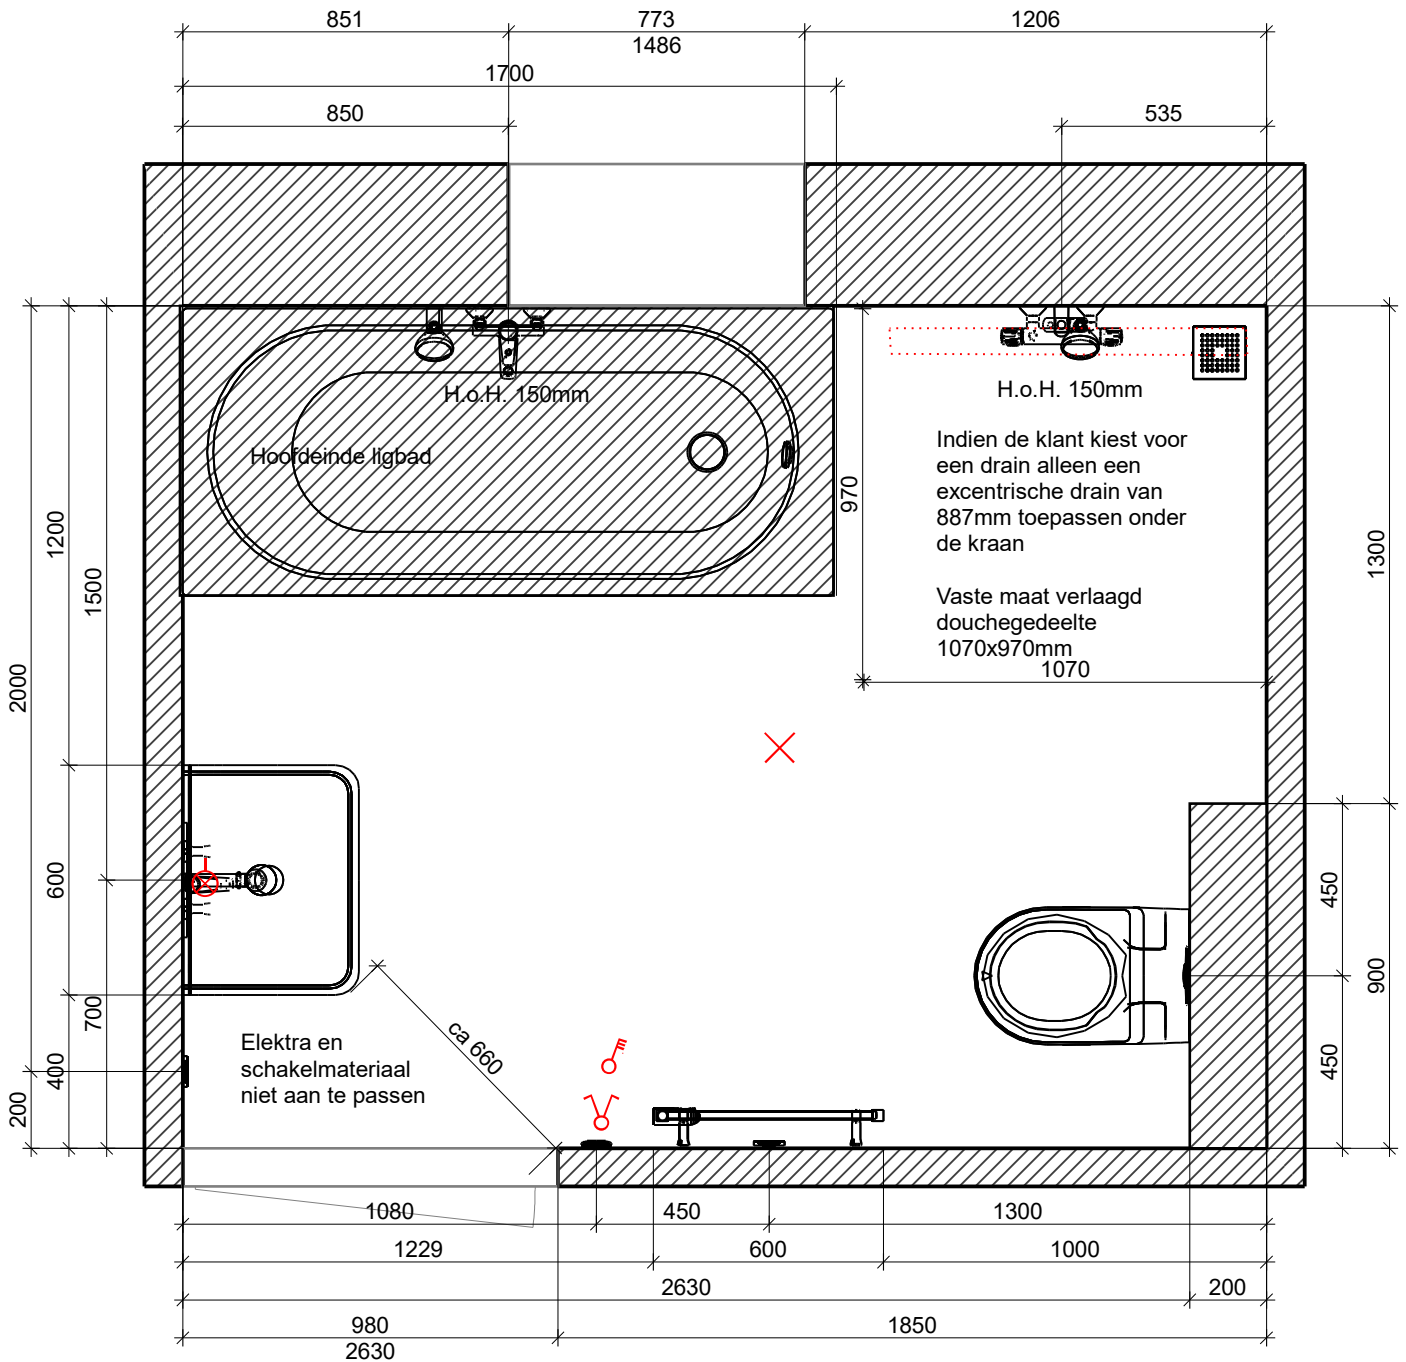 851
773
1206
1486
1700
850
535
H.o.H. 150mm
H.o.H. 150mm
Hoofdeinde ligbad
Indien de klant kiest voor
een drain alleen een
excentrische drain van
887mm toepassen onder
de kraan
Vaste maat verlaagd
douchegedeelte
1070x970mm
1070
970
1200
1500
2000
600
700
400
200
1300
450
900
450
Elektra en
schakelmateriaal
niet aan te passen
ca 660
1080
450
1300
1229
600
1000
2630
200
980
1850
2630